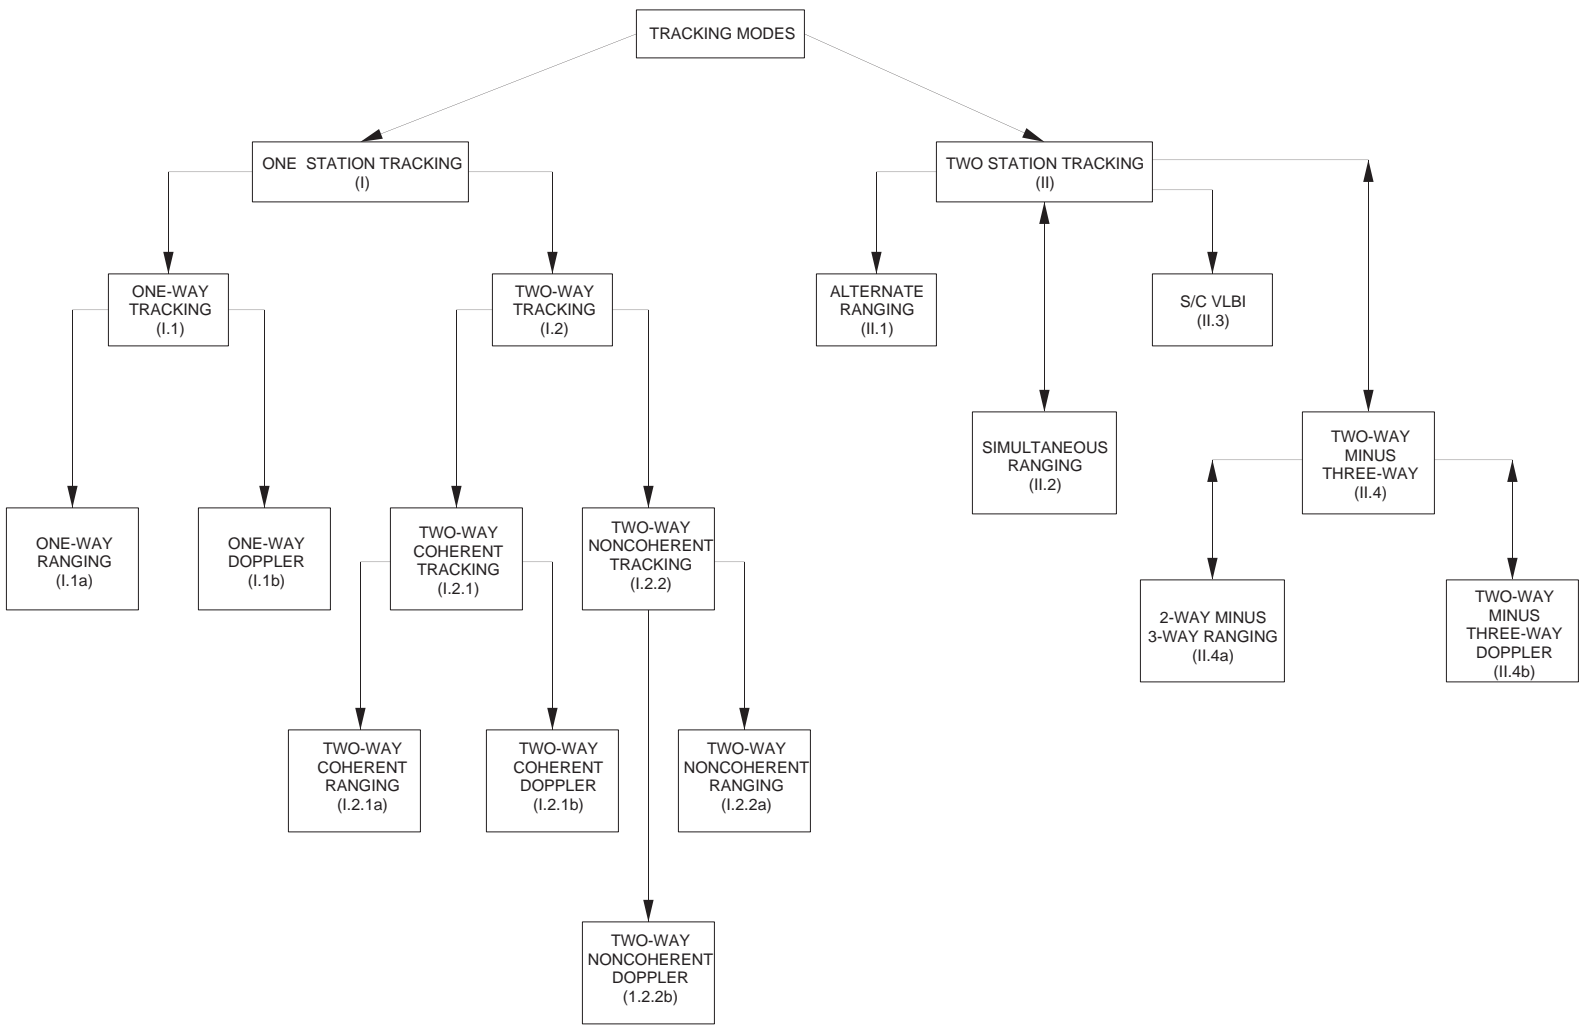 TRACKING MODES
ONE STATION TRACKING
(I)
TWO STATION TRACKING
(II)
ONE-WAY
TRACKING
(I.1)
TWO-WAY
TRACKING
(I.2)
ALTERNATE
RANGING
(II.1)
S/C VLBI
(II.3)
SIMULTANEOUS
RANGING
(II.2)
TWO-WAY
MINUS
THREE-WAY
(II.4)
ONE-WAY
RANGING
(I.1a)
ONE-WAY
DOPPLER
(I.1b)
TWO-WAY
COHERENT
TRACKING
(I.2.1)
TWO-WAY
NONCOHERENT
TRACKING
(I.2.2)
2-WAY MINUS
3-WAY RANGING
(II.4a)
TWO-WAY
MINUS
THREE-WAY
DOPPLER
(II.4b)
TWO-WAY
COHERENT
RANGING
(I.2.1a)
TWO-WAY
COHERENT
DOPPLER
(I.2.1b)
TWO-WAY
NONCOHERENT
RANGING
(I.2.2a)
TWO-WAY
NONCOHERENT
DOPPLER
(1.2.2b)